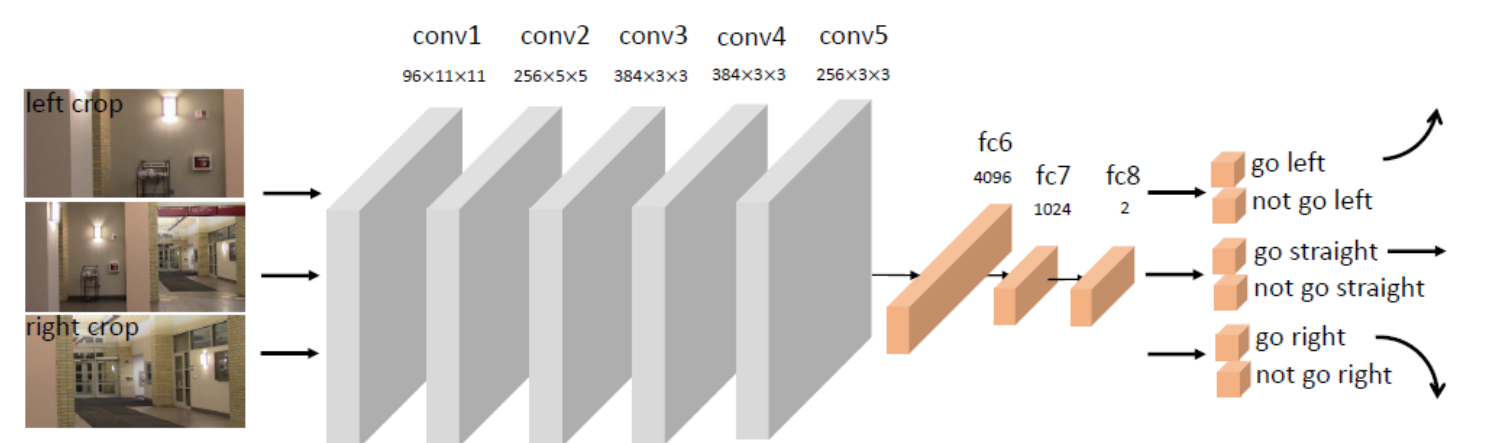 conv1 conv2 conv3 conv4 conv5
96×11×11 256×5×5 384×3×3 384×3×3 256×3×3
left crop
right crop
fc6
4096
fc7
1024
fc8
2
go left
not go left
go straight
not go straight
go right
not go right